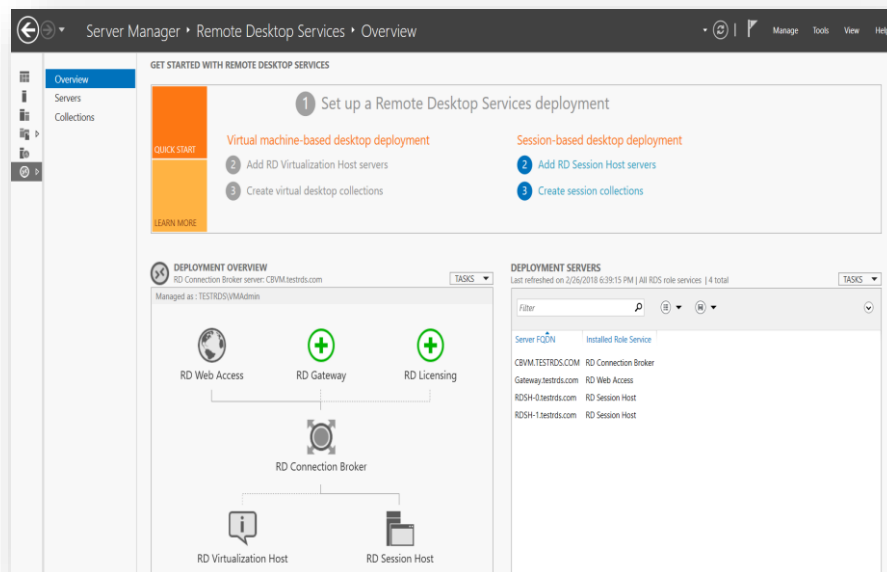 Server Manager ‣ Remote Desktop Services ‣ Overview
Manage Tools View Help
Overview
Servers
Collections
GET STARTED WITH REMOTE DESKTOP SERVICES
1 Set up a Remote Desktop Services deployment
QUICK START
LEARN MORE
Virtual machine-based desktop deployment
2 Add RD Virtualization Host servers
3 Create virtual desktop collections
Session-based desktop deployment
2 Add RD Session Host servers
3 Create session collections
DEPLOYMENT OVERVIEW
RD Connection Broker server: CBVM.testrds.com
TASKS
Managed as : TESTRDS\VMAdmin
RD Web Access
RD Gateway
RD Licensing
RD Connection Broker
RD Virtualization Host
RD Session Host
DEPLOYMENT SERVERS
Last refreshed on 2/26/2018 6:39:15 PM | All RDS role services | 4 total
TASKS
Filter
Server FQDN Installed Role Service
CBVM.TESTRDS.COM RD Connection Broker
Gateway.testrds.com RD Web Access
RDSH-0.testrds.com RD Session Host
RDSH-1.testrds.com RD Session Host